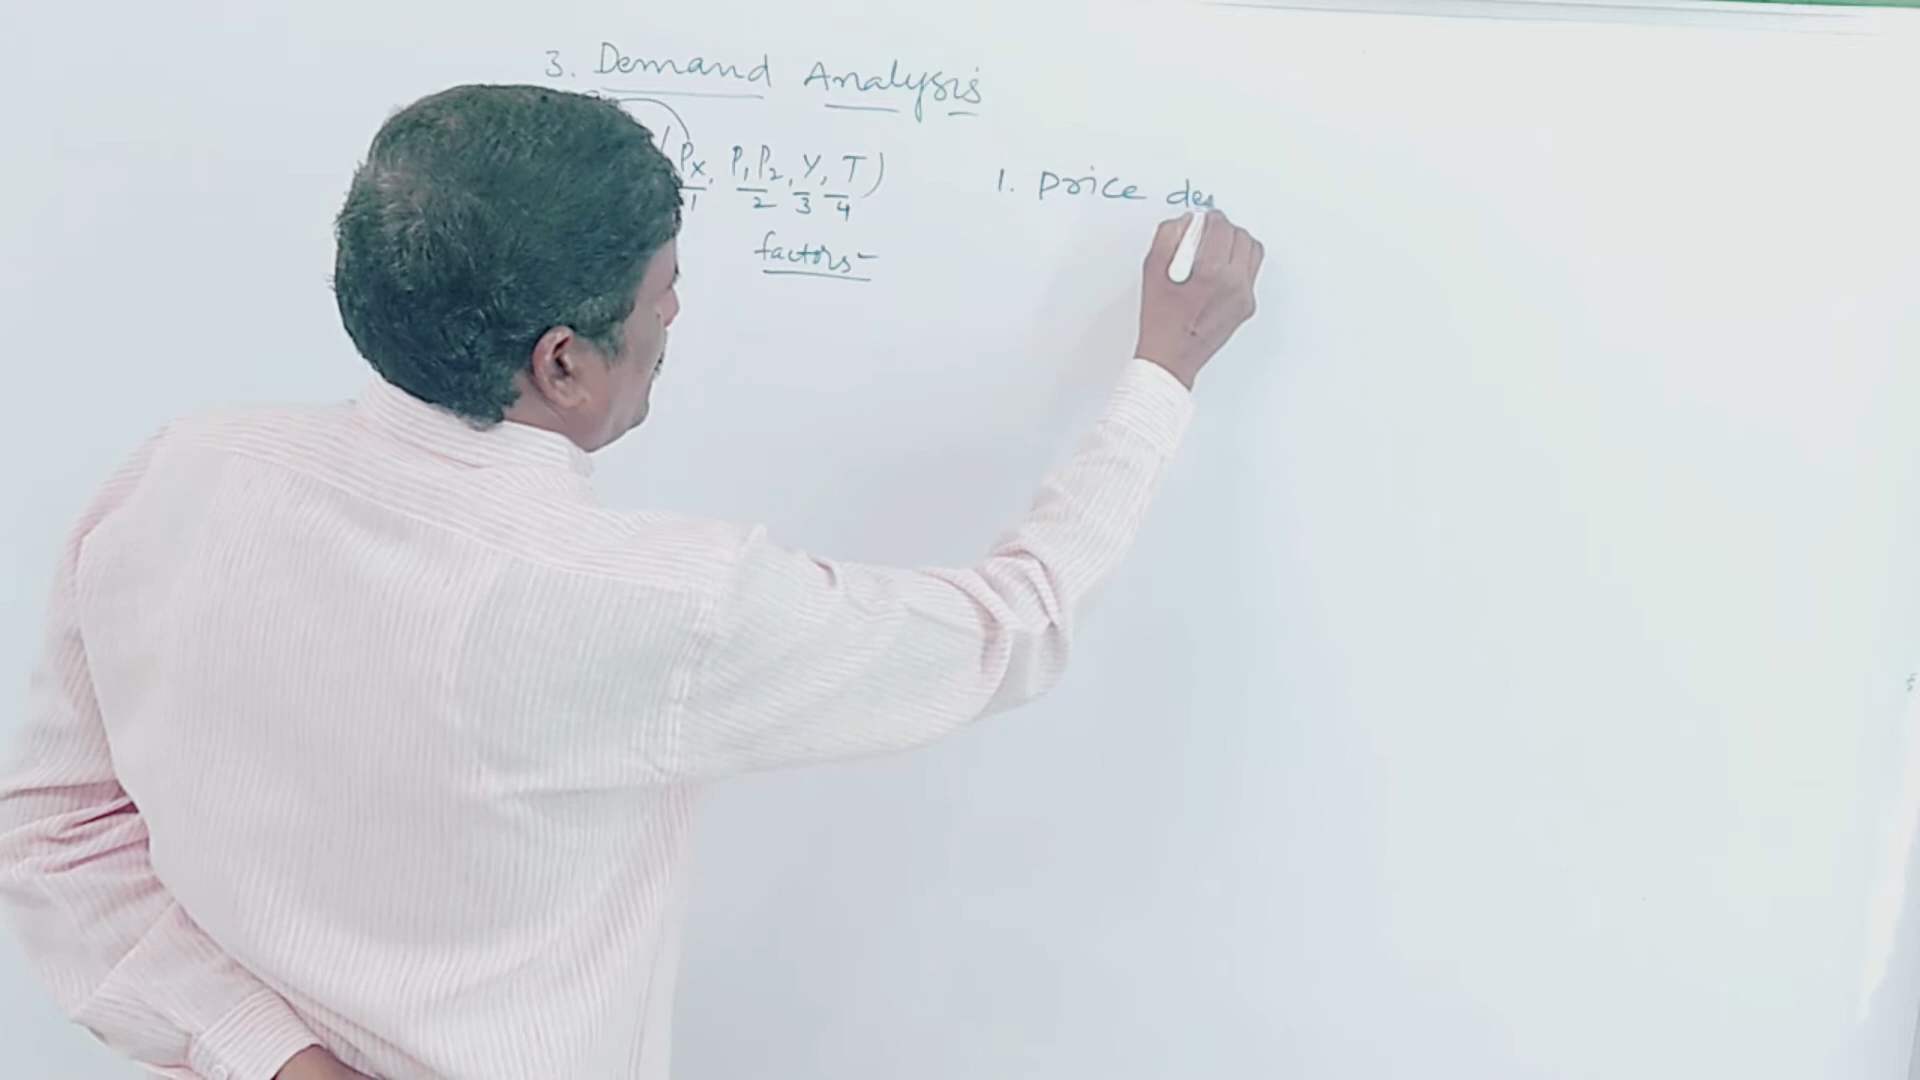 3. Demand Analysis
(Px, P1, P2, Y, T)
1 2 3 4
factors
1. Price de